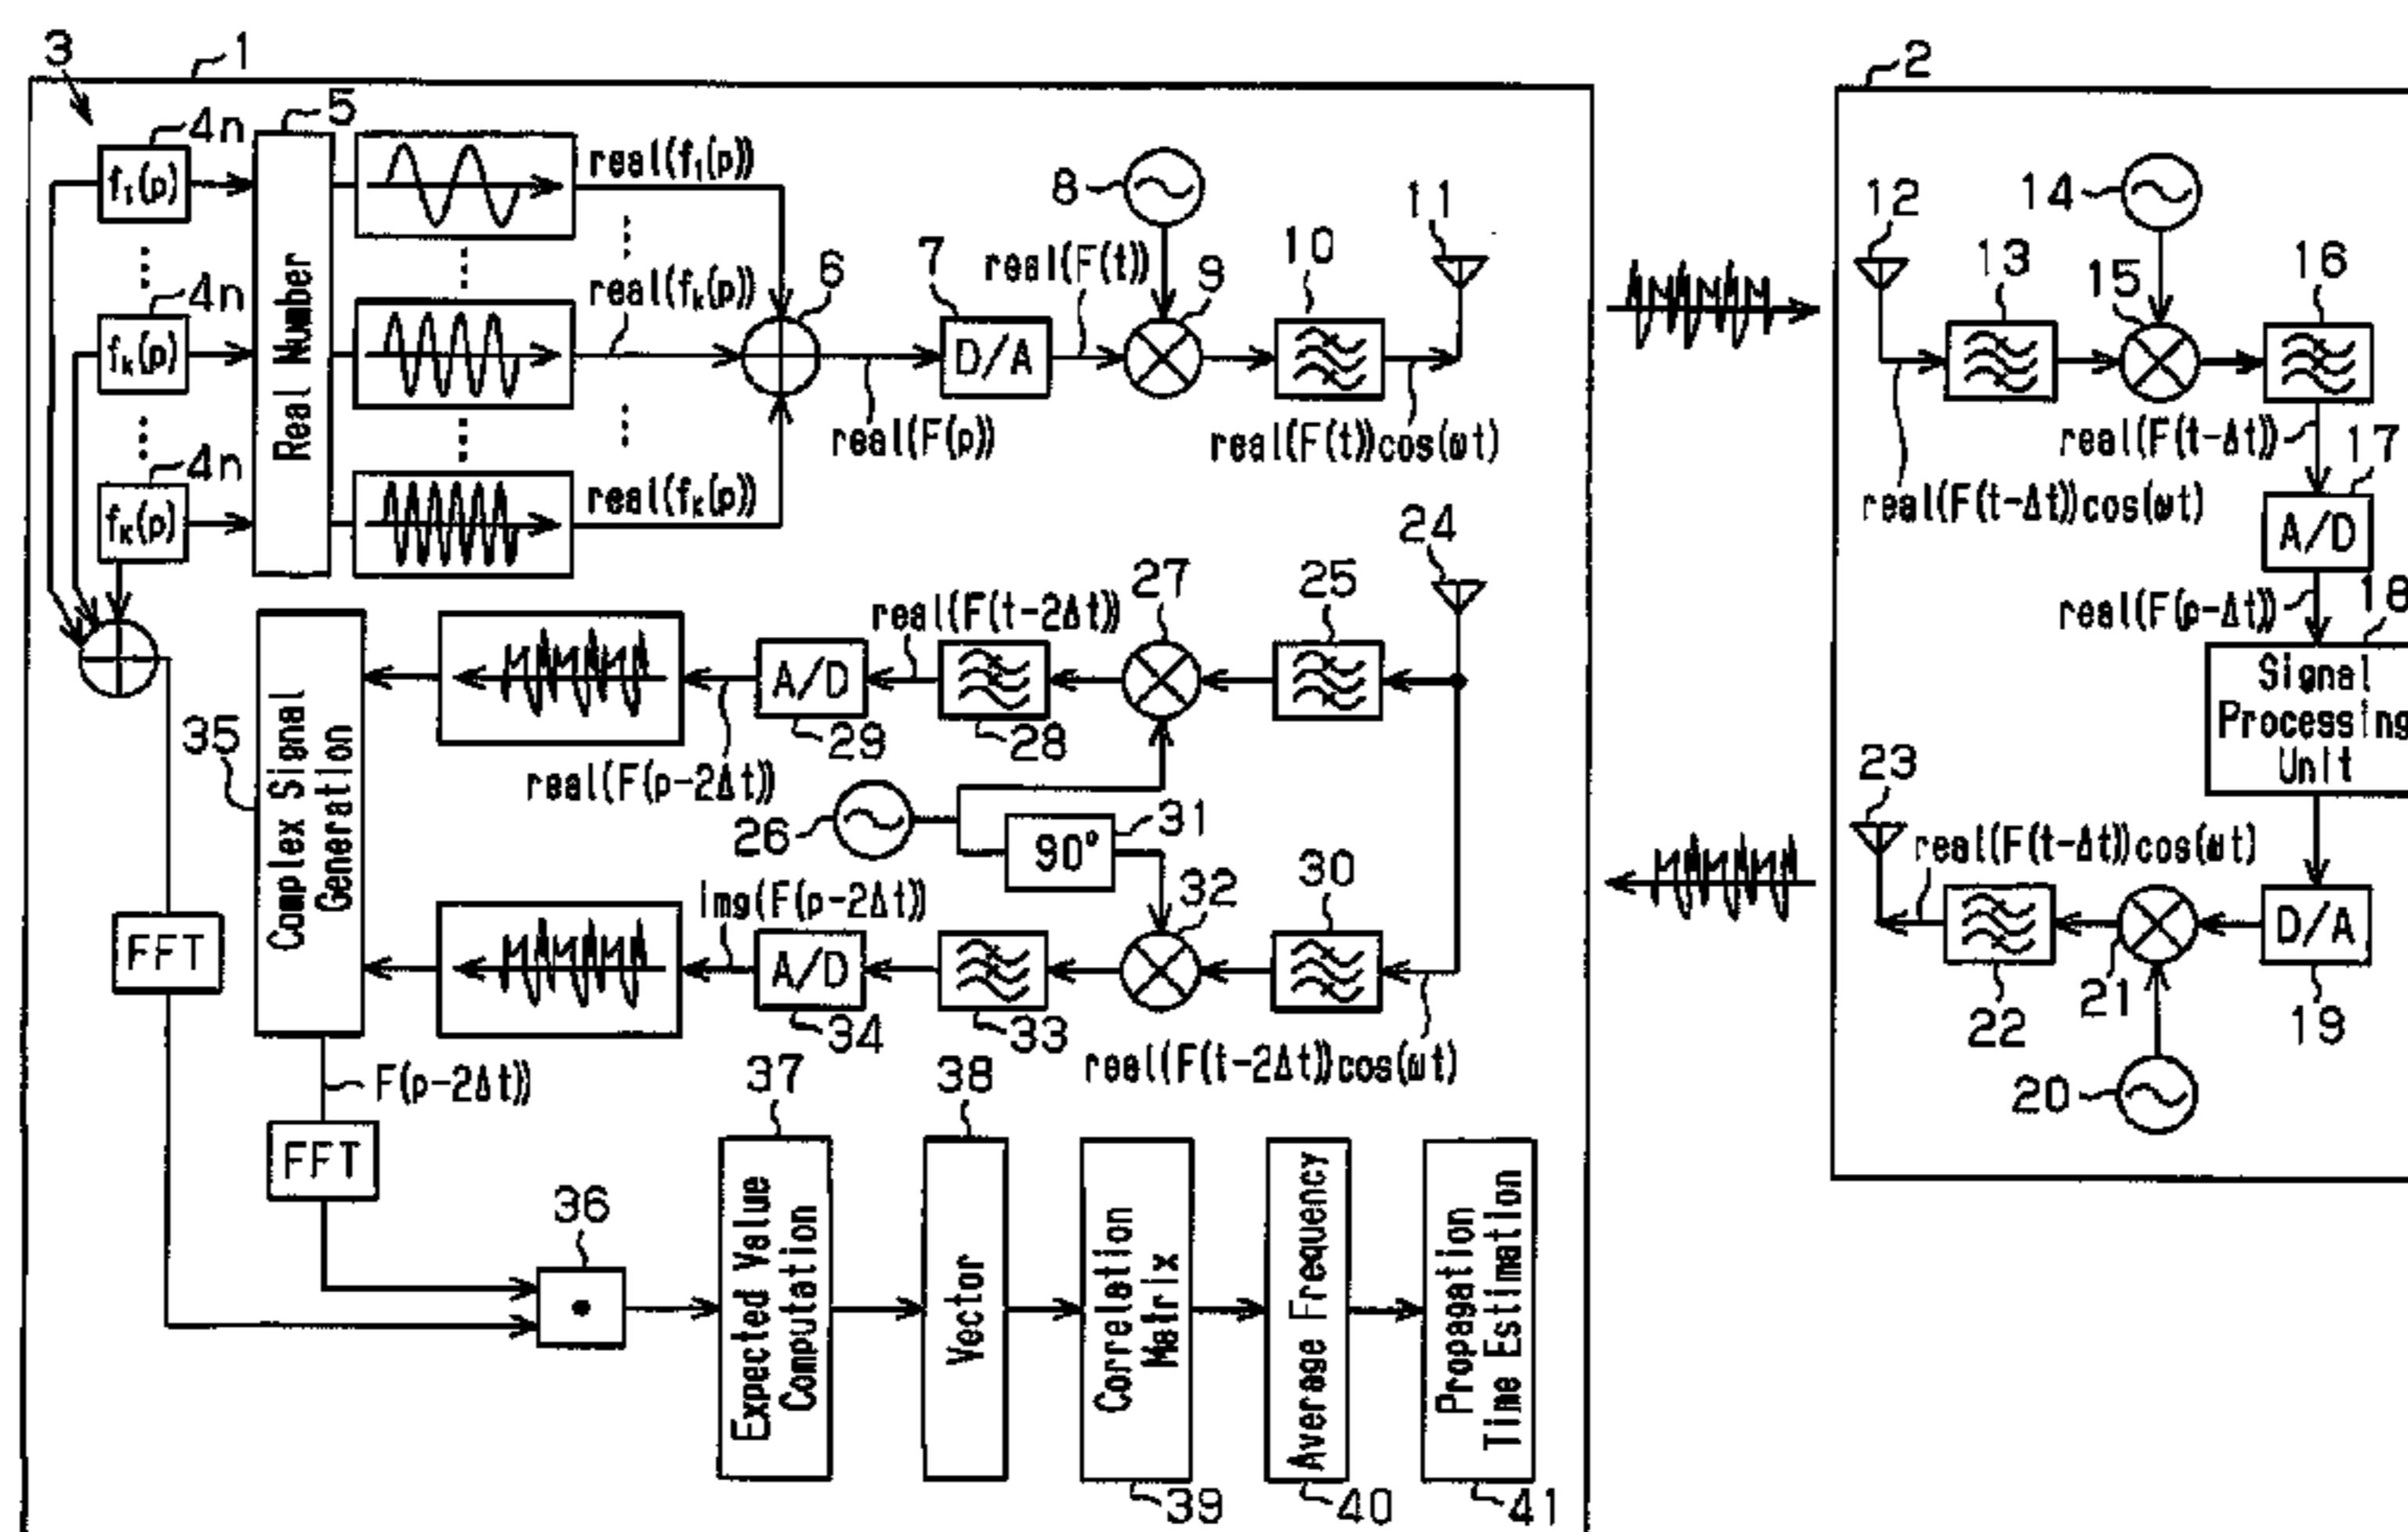 1
2
3
4n
f₁(p)
4n
fₖ(p)
4n
fₖ(p)
5
Real Number
real(f₁(p))
real(fₖ(p))
real(fₖ(p))
6
real(F(p))
7
D/A
real(F(t))
8
9
10
real(F(t))cos(ωt)
11
12
real(F(t-Δt))cos(ωt)
13
14
15
16
real(F(t-Δt))
17
A/D
real(F(p-Δt)
18
Signal
Processing
Unit
D/A
19
20
21
22
real(F(t-Δt))cos(ωt)
23
24
25
27
real(F(t-2Δt))
28
A/D
29
real(F(p-2Δt))
26
90°
31
30
real(F(t-2Δt))cos(ωt)
32
33
A/D
34
img(F(p-2Δt))
35
Complex Signal
Generation
FFT
F(p-2Δt))
FFT
36
37
Expected Value
Computation
38
Vector
Correlation
Matrix
39
Average Frequency
40
Propagation
Time Estimation
41